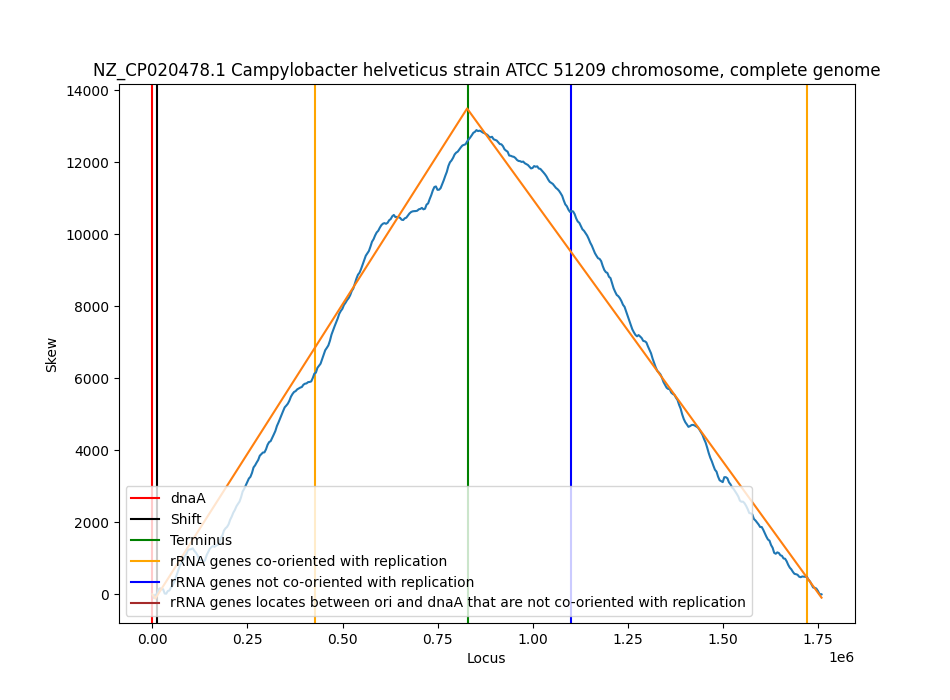 NZ_CP020478.1 Campylobacter helveticus strain ATCC 51209 chromosome, complete genome
14000
12000
10000
8000
6000
4000
2000
0
Skew
dnaA
Shift
Terminus
rRNA genes co-oriented with replication
rRNA genes not co-oriented with replication
rRNA genes locates between ori and dnaA that are not co-oriented with replication
0.00 0.25 0.50 0.75 1.00 1.25 1.50 1.75
1e6
Locus